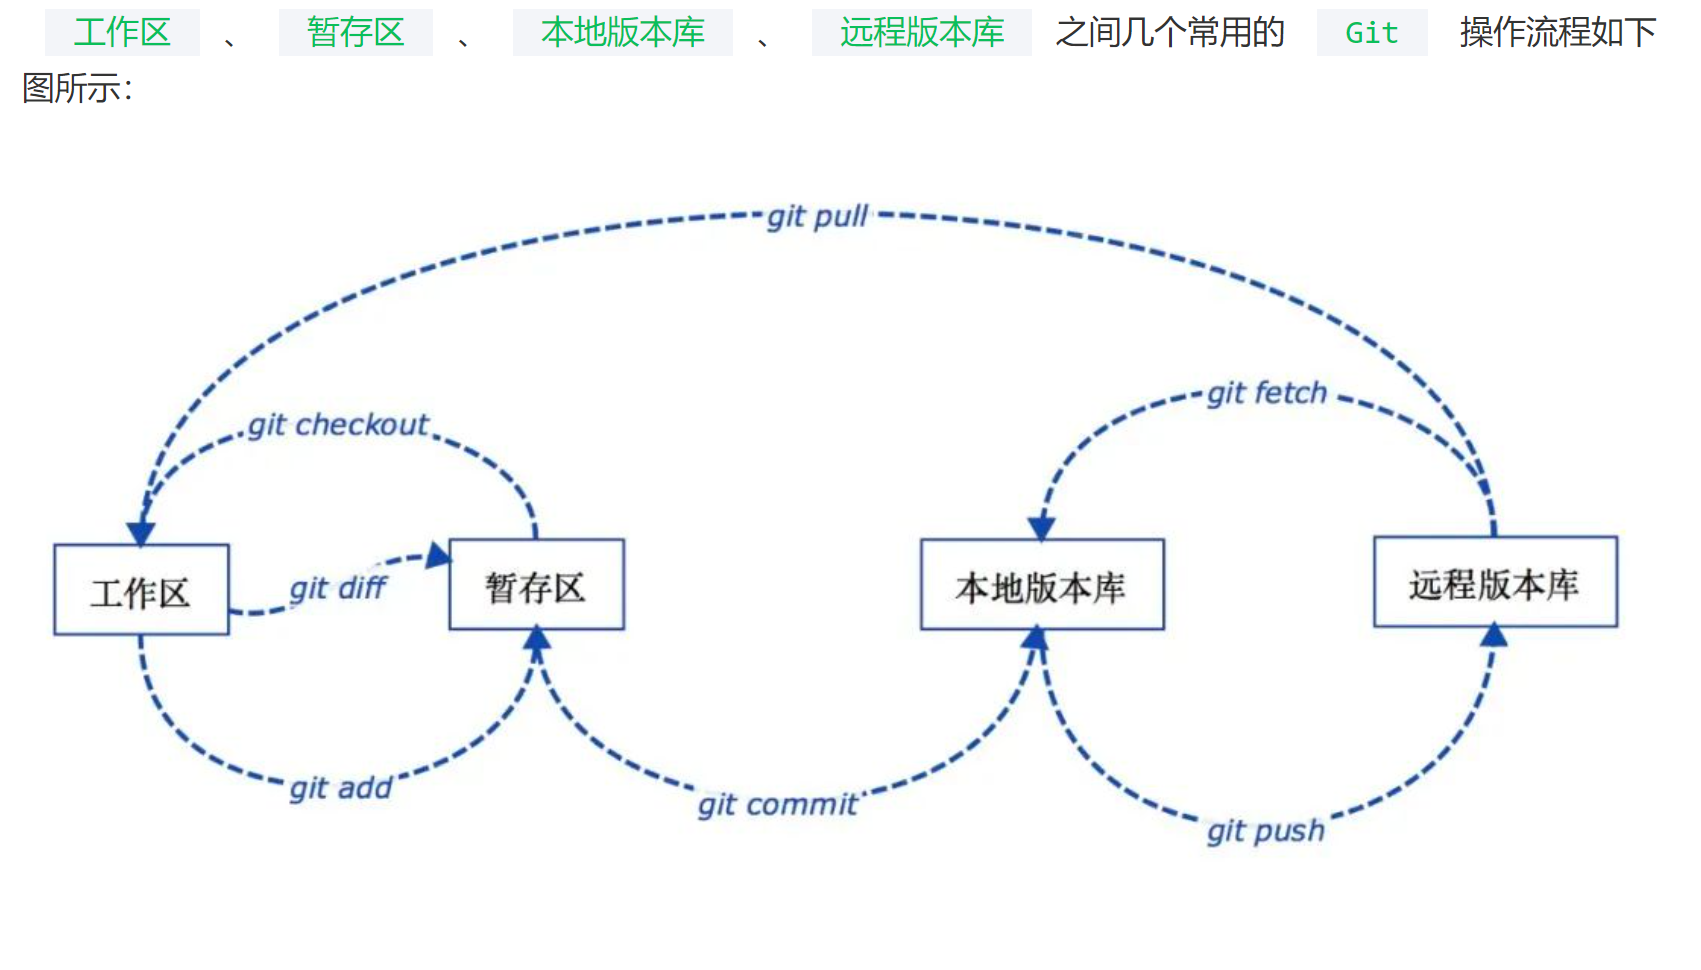 工作区 、 暂存区 、 本地版本库 、 远程版本库 之间几个常用的 Git 操作流程如下
图所示：
git pull
git fetch
git checkout
工作区
git diff
暂存区
本地版本库
远程版本库
git add
git commit
git push